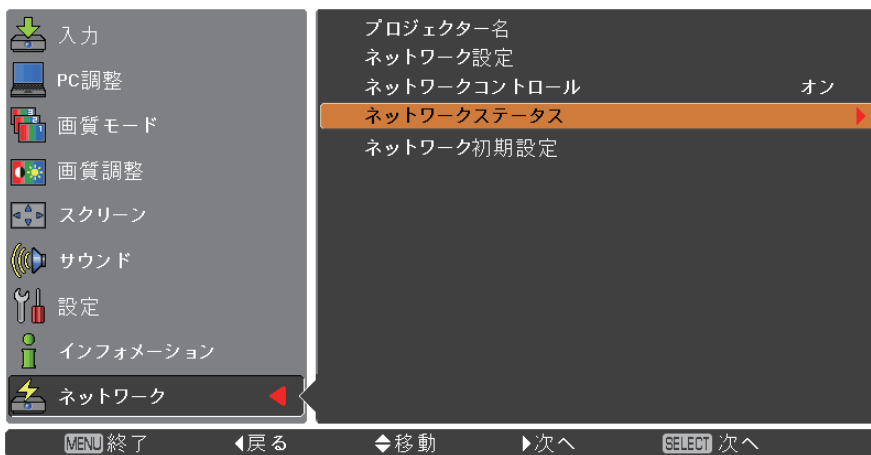 入力
PC調整
画質モード
画質調整
スクリーン
サウンド
設定
インフォメーション
ネットワーク
プロジェクター名
ネットワーク設定
ネットワークコントロール オン
ネットワークステータス
ネットワーク初期設定
MENU 終了 戻る 移動 次へ SELECT 次へ